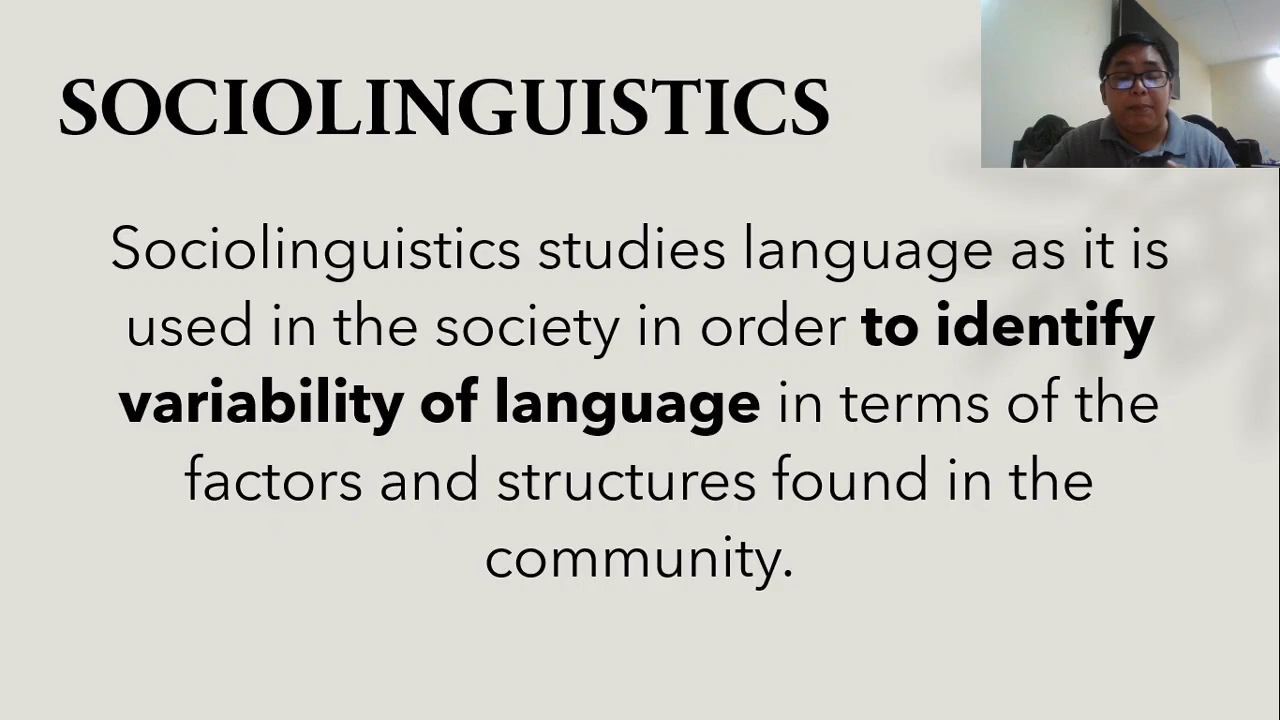 SOCIOLINGUISTICS
Sociolinguistics studies language as it is
used in the society in order to identify
variability of language in terms of the
factors and structures found in the
community.